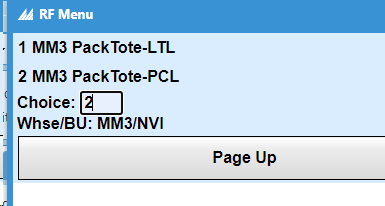 RF Menu
1 MM3 PackTote-LTL
2 MM3 PackTote-PCL
Choice: 2
Whse/BU: MM3/NVI
Page Up